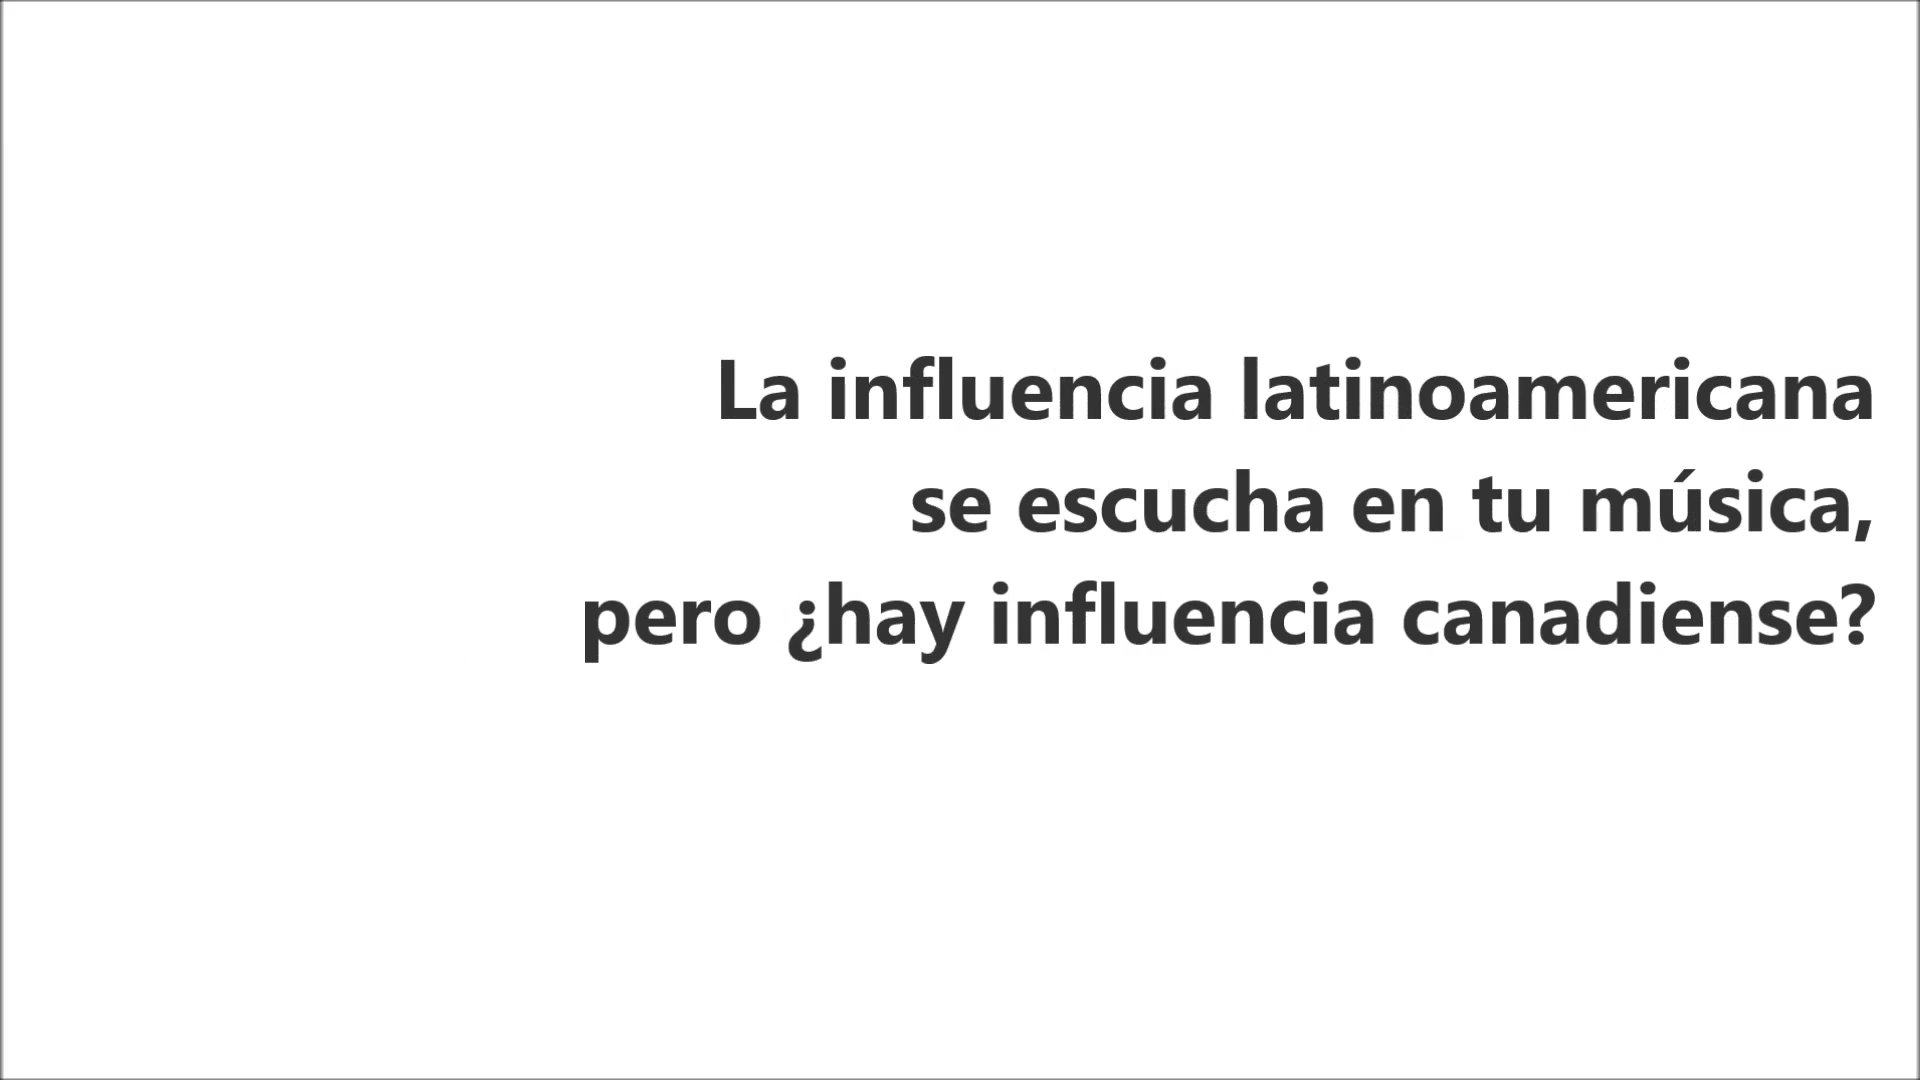 La influencia latinoamericana
se escucha en tu música,
pero ¿hay influencia canadiense?